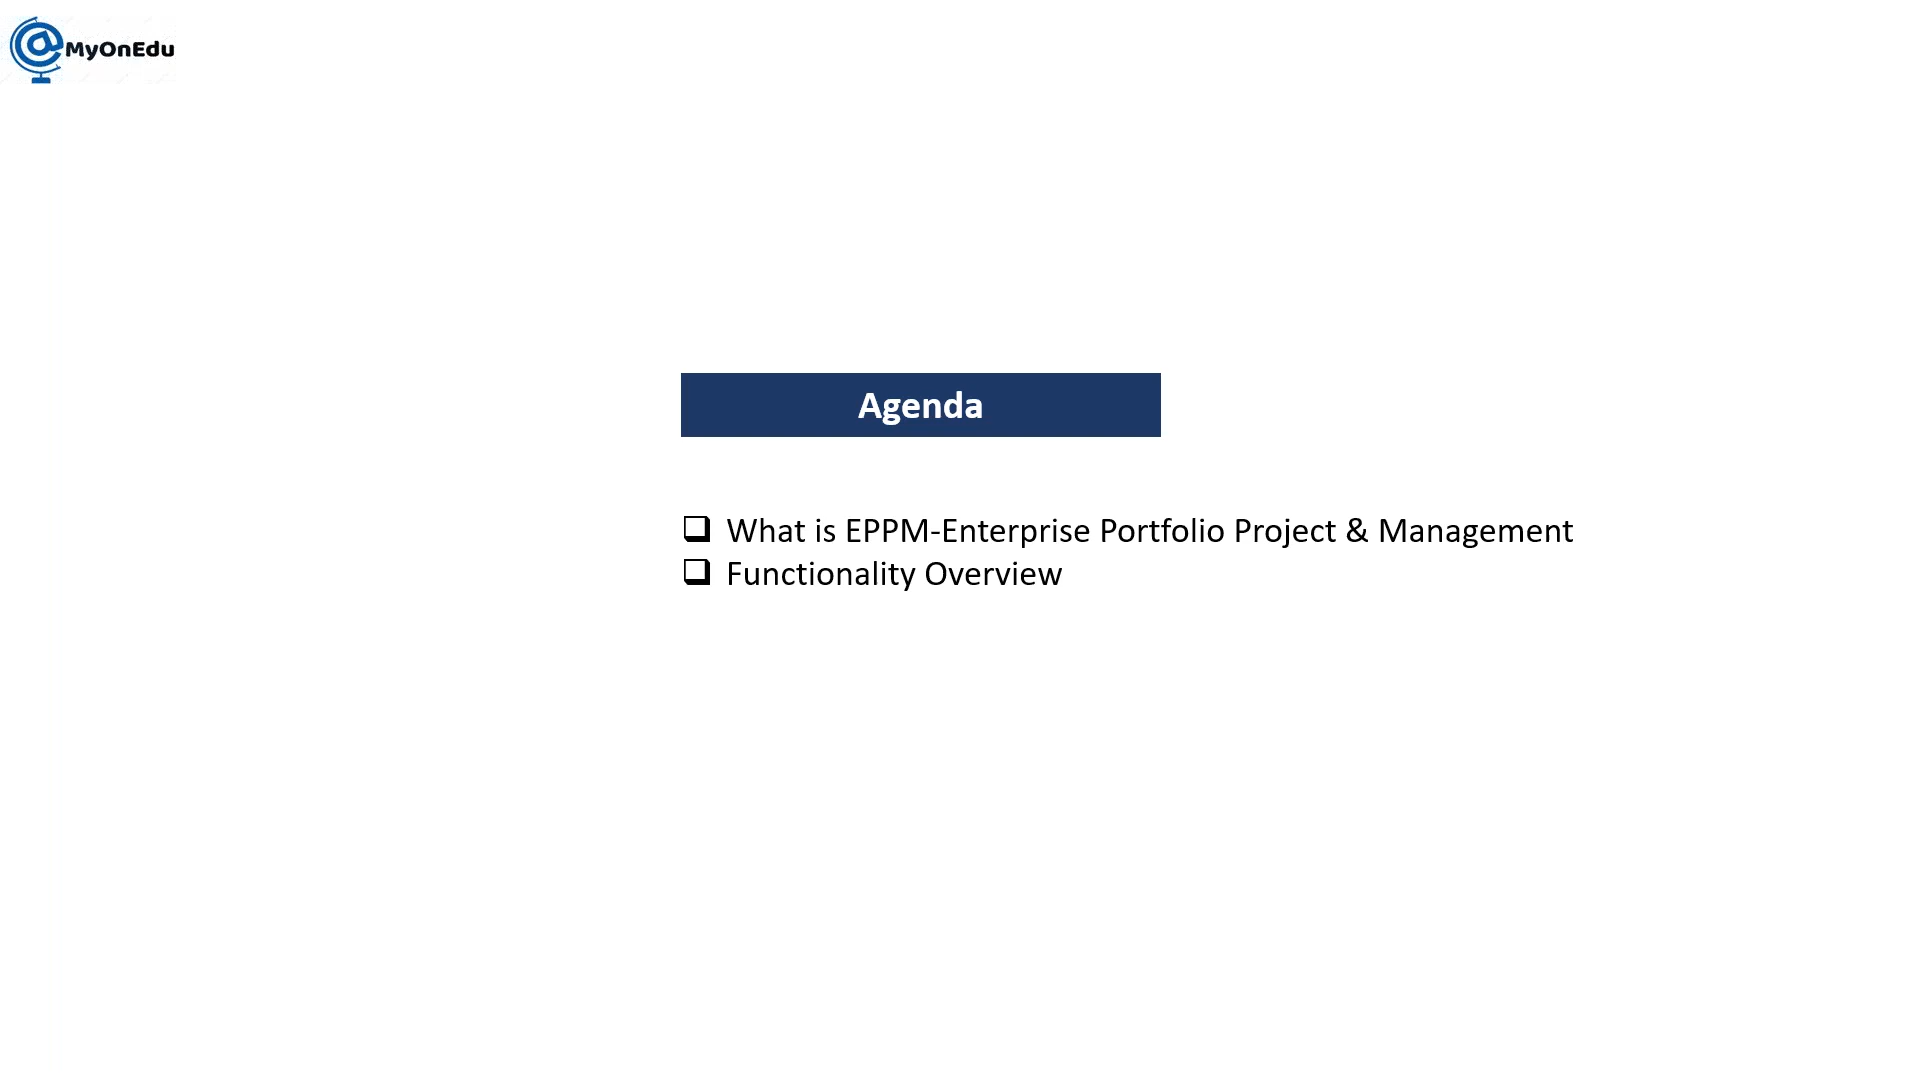 MyOnEdu
Agenda
What is EPPM-Enterprise Portfolio Project & Management
Functionality Overview